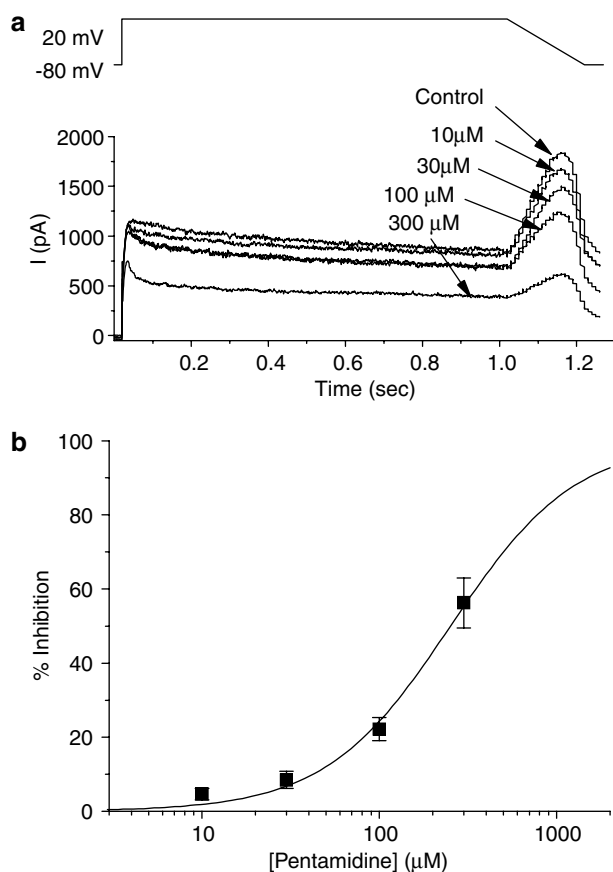 a
20 mV
-80 mV
Control
10μM
30μM
100 μM
300 μM
2000
1500
1000
500
0
I (pA)
0.2 0.4 0.6 0.8 1.0 1.2
Time (sec)
b
100
80
60
40
20
0
% Inhibition
10 100 1000
[Pentamidine] (μM)